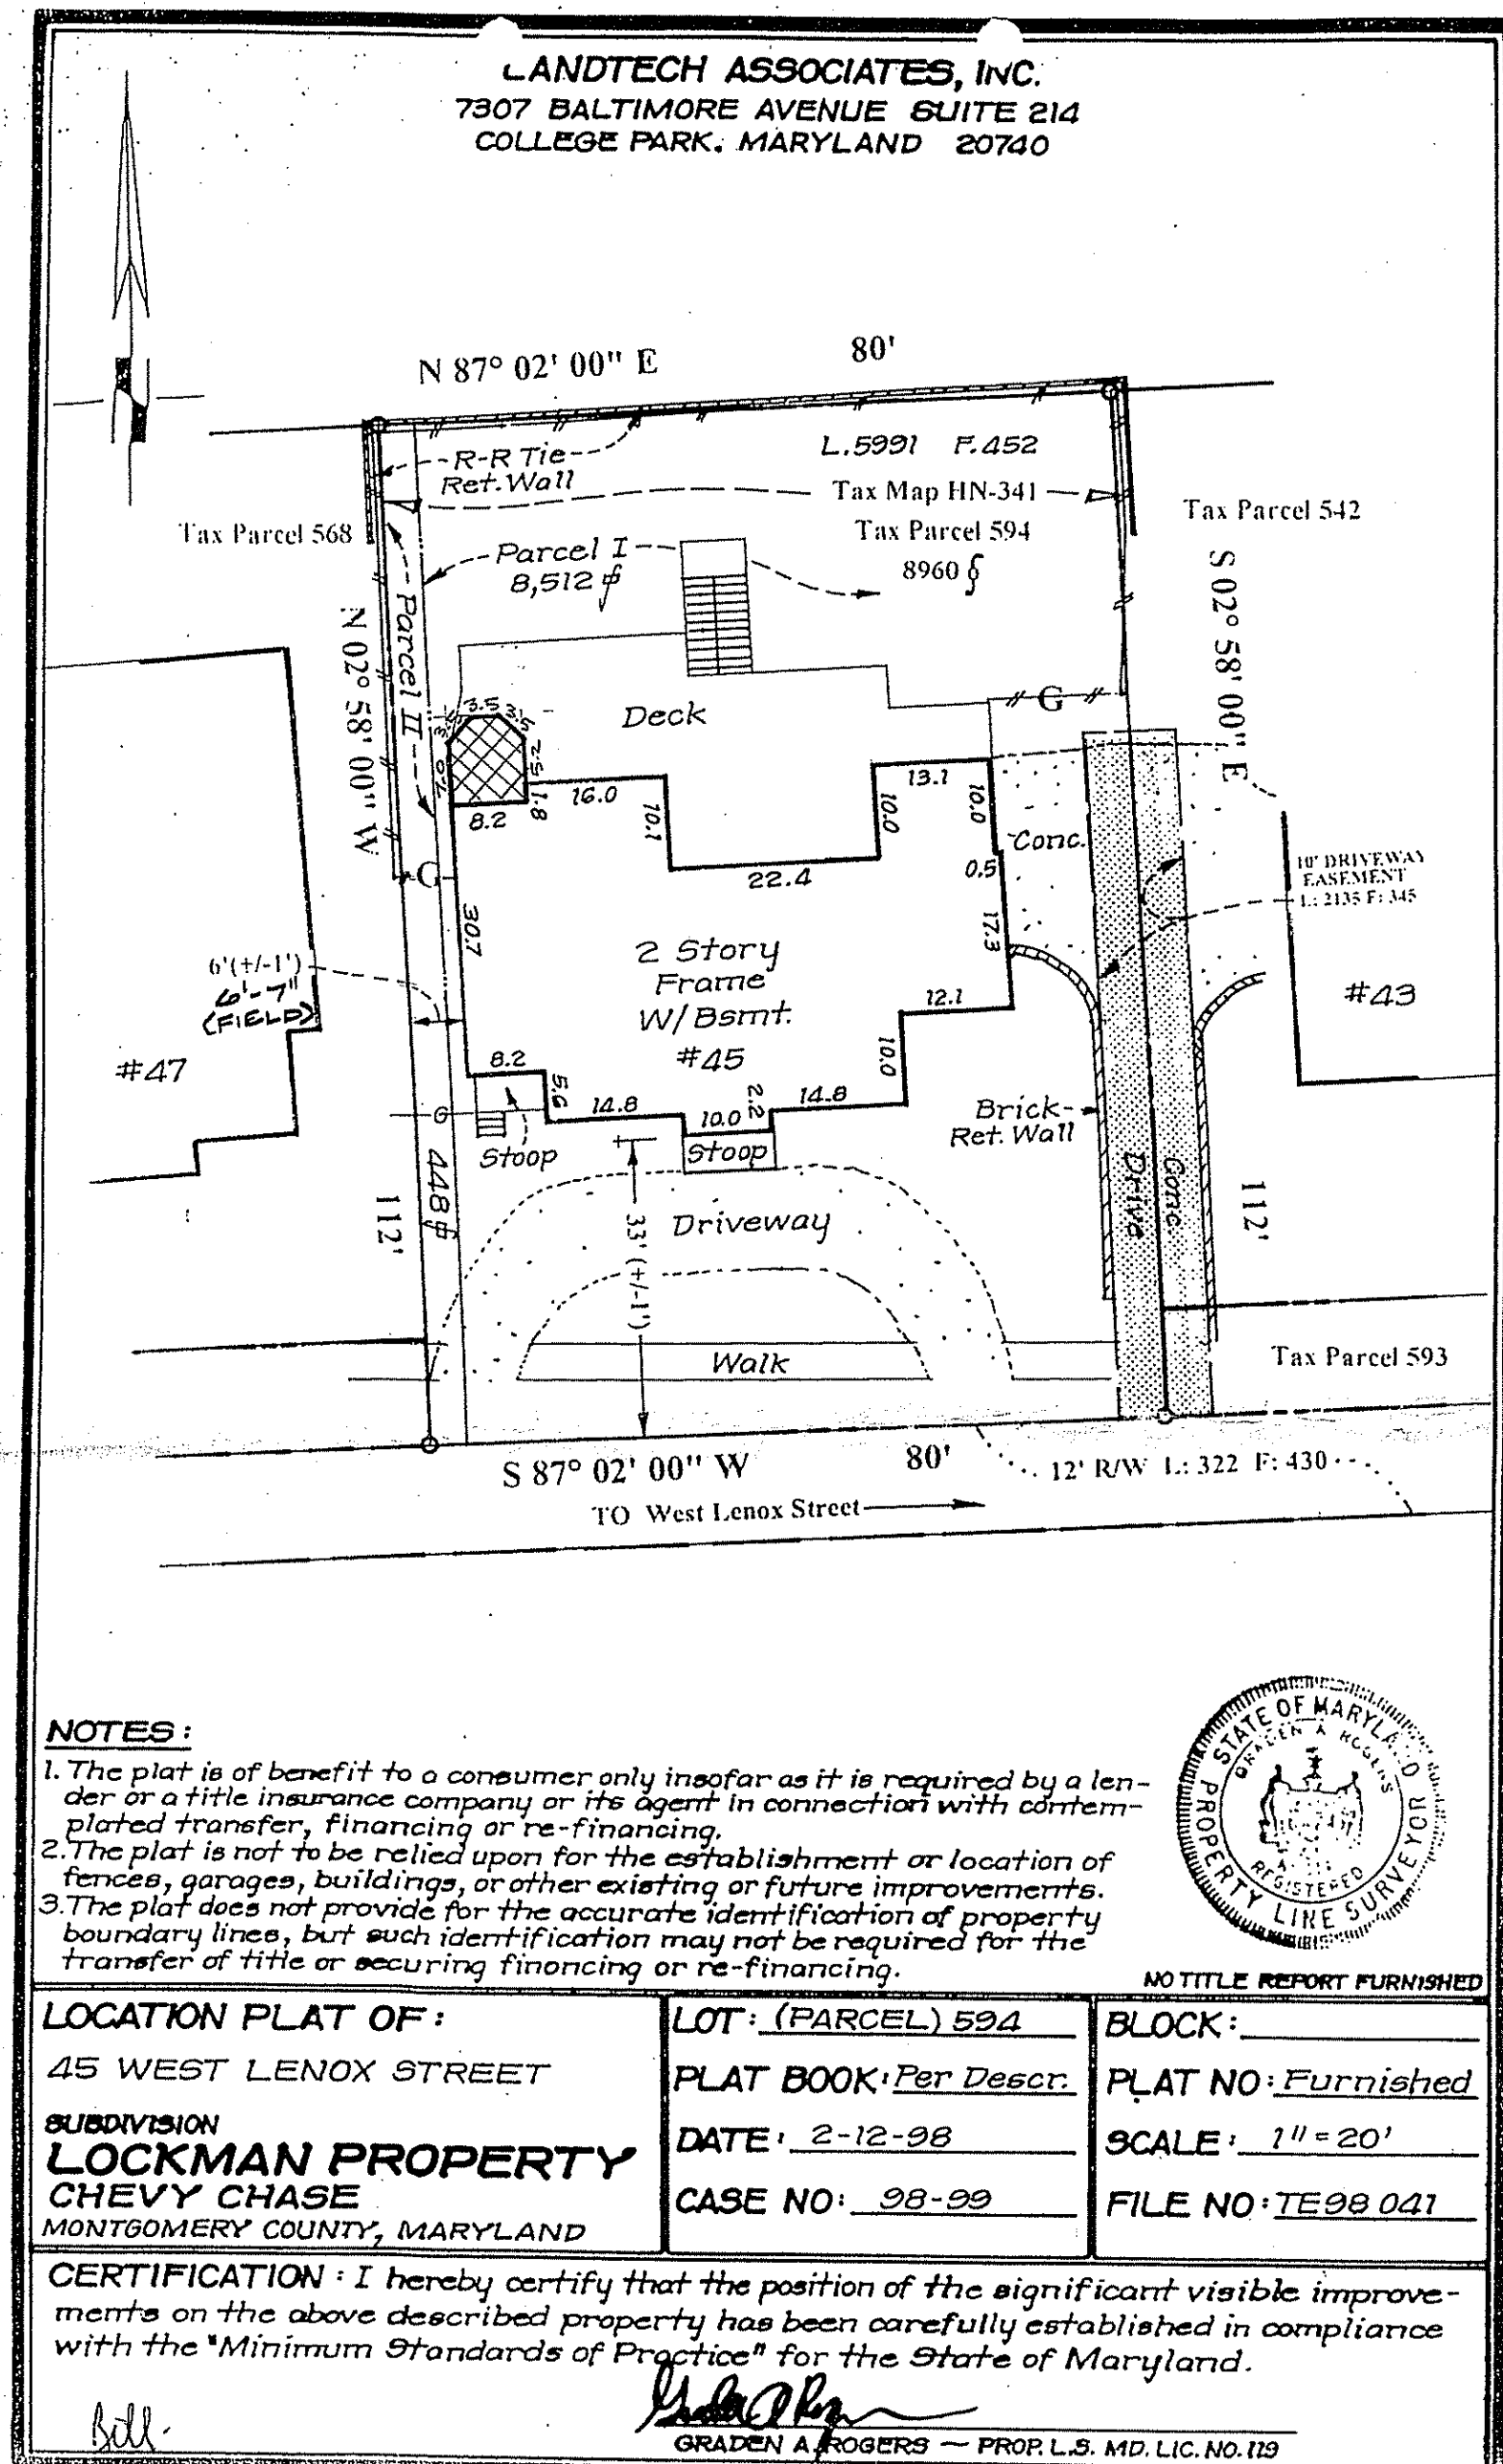 LANDTECH ASSOCIATES, INC.
7307 BALTIMORE AVENUE SUITE 214
COLLEGE PARK. MARYLAND 20740
N 87° 02' 00" E 80'
L.5991 F.452
R-R Tie
Ret. Wall
Tax Map HN-341
Tax Parcel 568
Tax Parcel 594
Tax Parcel 542
Parcel I
8,512
8960
N 02° 58' 00" W
Parcel II
S 02° 58' 00" E
3.5
3.5
3.5
7.0
2.5
1.8
8.2
Deck
G
G
16.0
10.1
22.4
10.0
13.1
10.0
0.5
Conc.
10' DRIVEWAY
EASEMENT
L: 2135 F: 345
30.7
17.3
6'(+/-1')
6'-7"
(FIELD)
2 Story
Frame
W/Bsmt.
#45
12.1
#43
#47
8.2
5.6
14.8
10.0
2.2
14.8
10.0
Brick
Ret. Wall
Stoop
Stoop
448
112'
Driveway
33' (+/-1')
Conc.
Drive
112'
Walk
Tax Parcel 593
S 87° 02' 00" W 80'
12' R/W L: 322 F: 430
TO West Lenox Street
NOTES:
1. The plat is of benefit to a consumer only insofar as it is required by a len-
der or a title insurance company or its agent in connection with contem-
plated transfer, financing or re-financing.
2. The plat is not to be relied upon for the establishment or location of
fences, garages, buildings, or other existing or future improvements.
3. The plat does not provide for the accurate identification of property
boundary lines, but such identification may not be required for the
transfer of title or securing financing or re-financing.
STATE OF MARYLAND
GRADEN A ROGERS
REGISTERED
PROPERTY LINE SURVEYOR
NO TITLE REPORT FURNISHED
LOCATION PLAT OF:
45 WEST LENOX STREET
SUBDIVISION
LOCKMAN PROPERTY
CHEVY CHASE
MONTGOMERY COUNTY, MARYLAND
LOT: (PARCEL) 594
PLAT BOOK: Per Descr.
DATE: 2-12-98
CASE NO: 98-99
BLOCK:
PLAT NO: Furnished
SCALE: 1"=20'
FILE NO: TE98 041
CERTIFICATION: I hereby certify that the position of the significant visible improve-
ments on the above described property has been carefully established in compliance
with the "Minimum Standards of Practice" for the State of Maryland.
Bill.
GRADEN A. ROGERS — PROP. L.S. MD. LIC. NO. 119